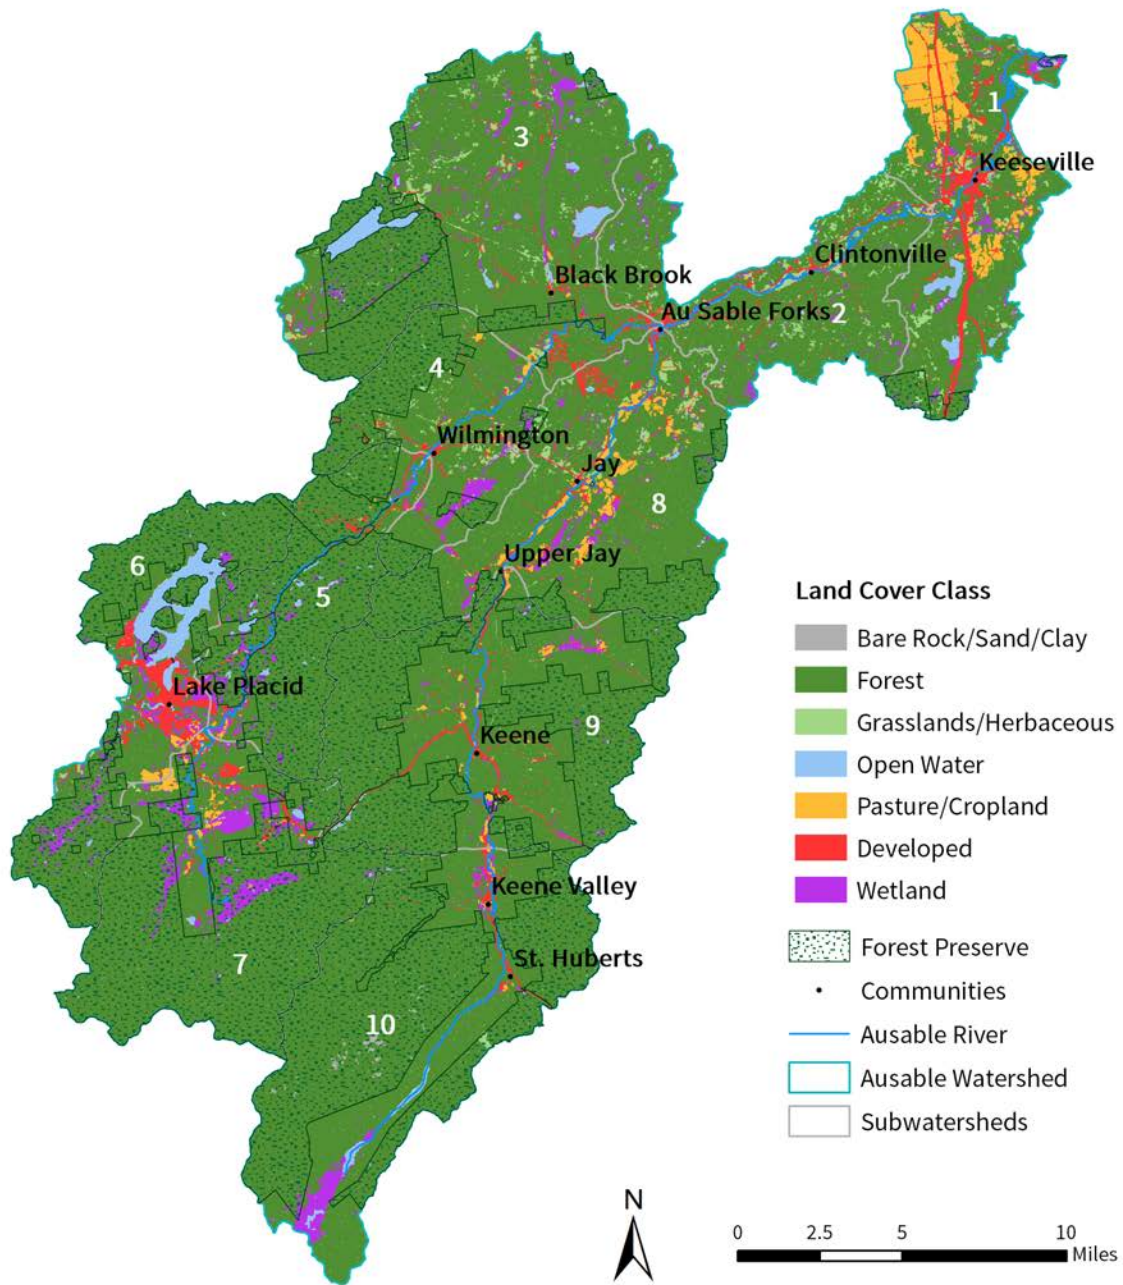 1
3
Keeseville
Clintonville
Black Brook
Au Sable Forks
2
4
Wilmington
Jay
8
Upper Jay
6
5
Lake Placid
9
Keene
Keene Valley
St. Huberts
7
10
Land Cover Class
Bare Rock/Sand/Clay
Forest
Grasslands/Herbaceous
Open Water
Pasture/Cropland
Developed
Wetland
Forest Preserve
Communities
Ausable River
Ausable Watershed
Subwatersheds
N
0 2.5 5 10
Miles